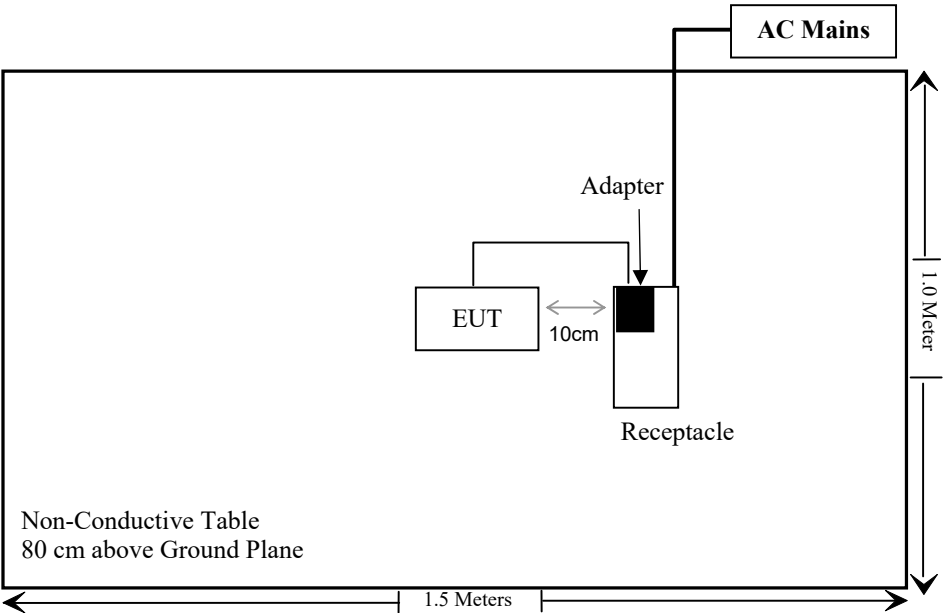 AC Mains
Adapter
EUT
10cm
1.0 Meter
Receptacle
Non-Conductive Table
80 cm above Ground Plane
1.5 Meters